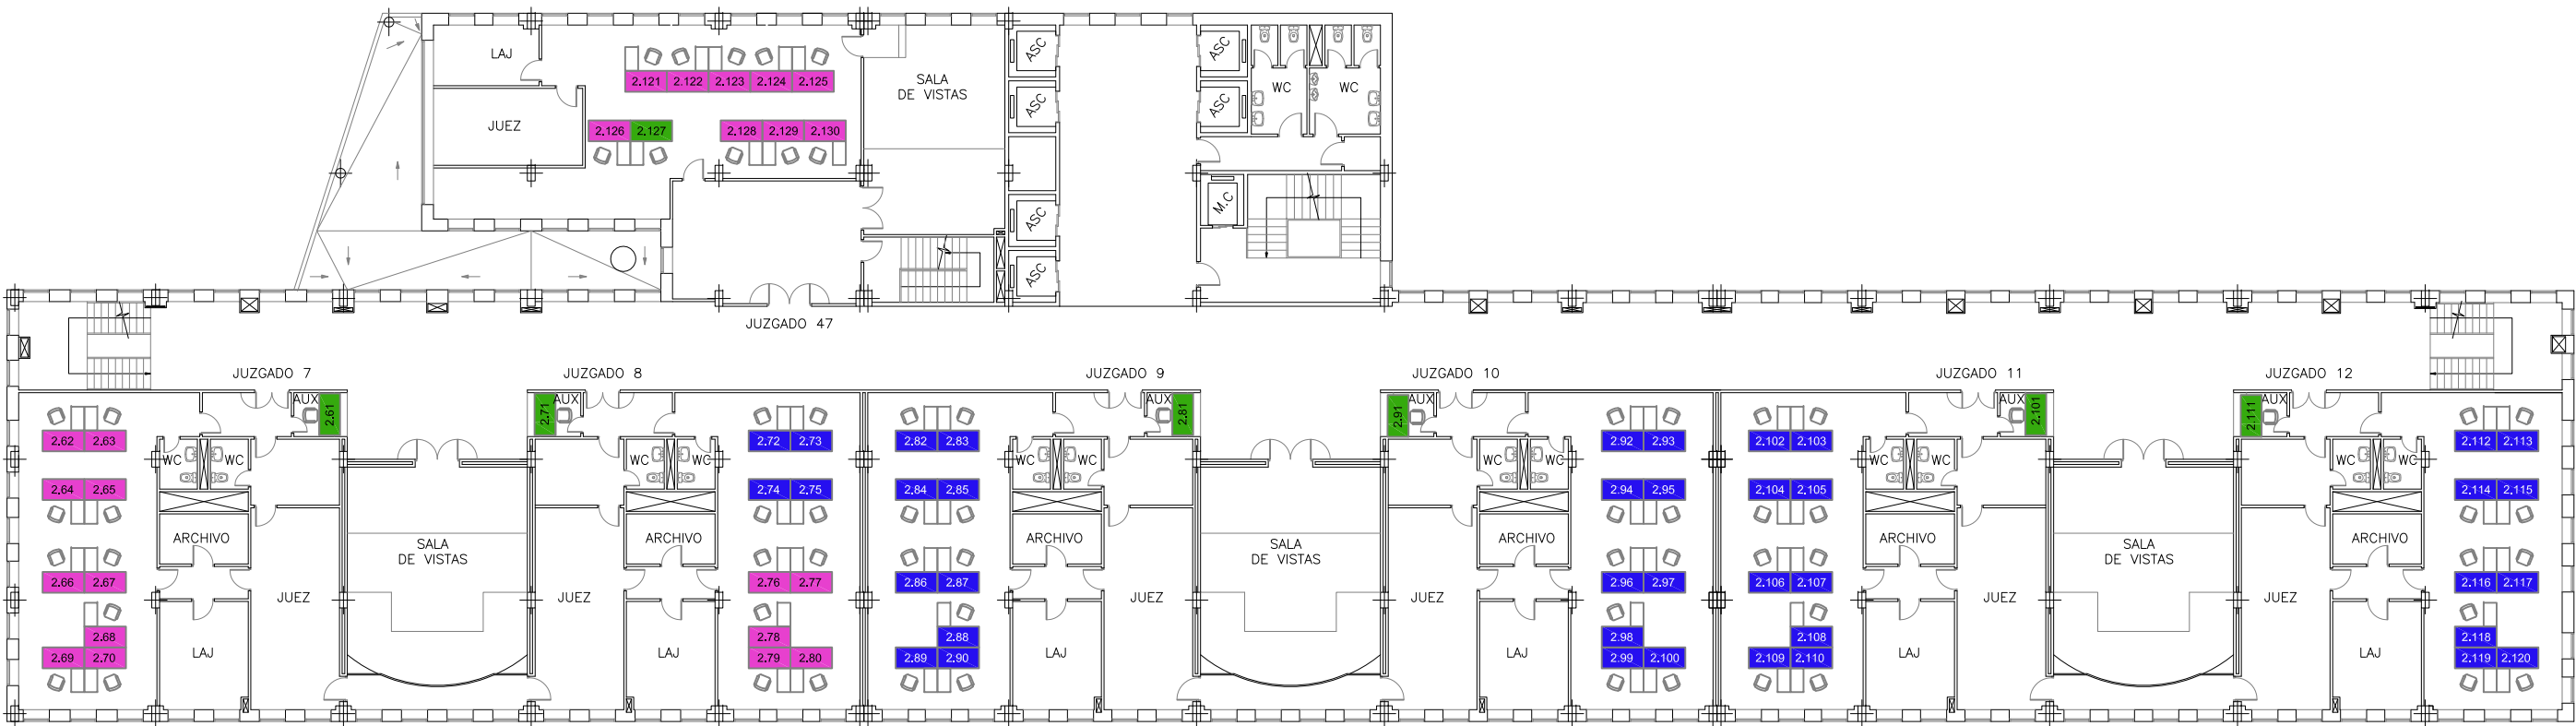 LAJ
2.121 2.122 2.123 2.124 2.125
SALA
DE VISTAS
ASC
ASC
ASC
ASC
WC
WC
JUEZ
2.126 2.127
2.128 2.129 2.130
ASC
ASC
M.C
JUZGADO 47
JUZGADO 7
JUZGADO 8
JUZGADO 9
JUZGADO 10
JUZGADO 11
JUZGADO 12
AUX
2.61
2.71
AUX
AUX
2.81
2.91
AUX
AUX
2.101
2.111
AUX
2.62 2.63
2.72 2.73
2.82 2.83
2.92 2.93
2.102 2.103
2.112 2.113
WC
WC
WC
WC
WC
WC
WC
WC
WC
WC
WC
WC
2.64 2.65
2.74 2.75
2.84 2.85
2.94 2.95
2.104 2.105
2.114 2.115
ARCHIVO
SALA
DE VISTAS
ARCHIVO
ARCHIVO
SALA
DE VISTAS
ARCHIVO
ARCHIVO
SALA
DE VISTAS
ARCHIVO
2.66 2.67
2.76 2.77
2.86 2.87
2.96 2.97
2.106 2.107
2.116 2.117
JUEZ
JUEZ
JUEZ
JUEZ
JUEZ
JUEZ
2.68
2.78
2.88
2.98
2.108
2.118
2.69 2.70
LAJ
LAJ
2.79 2.80
2.89 2.90
LAJ
LAJ
2.99 2.100
2.109 2.110
LAJ
LAJ
2.119 2.120